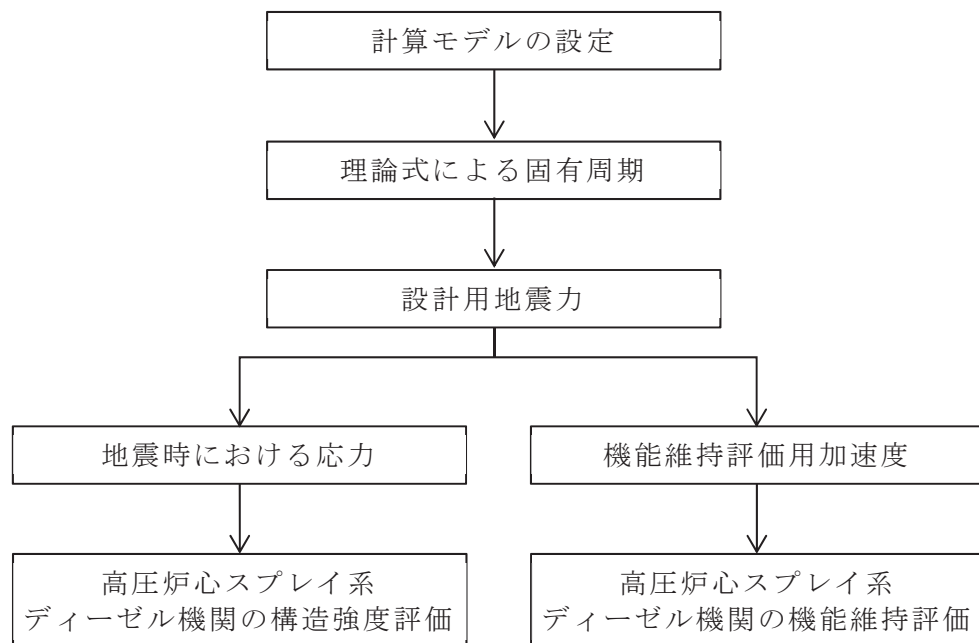 計算モデルの設定
理論式による固有周期
設計用地震力
地震時における応力
機能維持評価用加速度
高圧炉心スプレイ系
ディーゼル機関の構造強度評価
高圧炉心スプレイ系
ディーゼル機関の機能維持評価